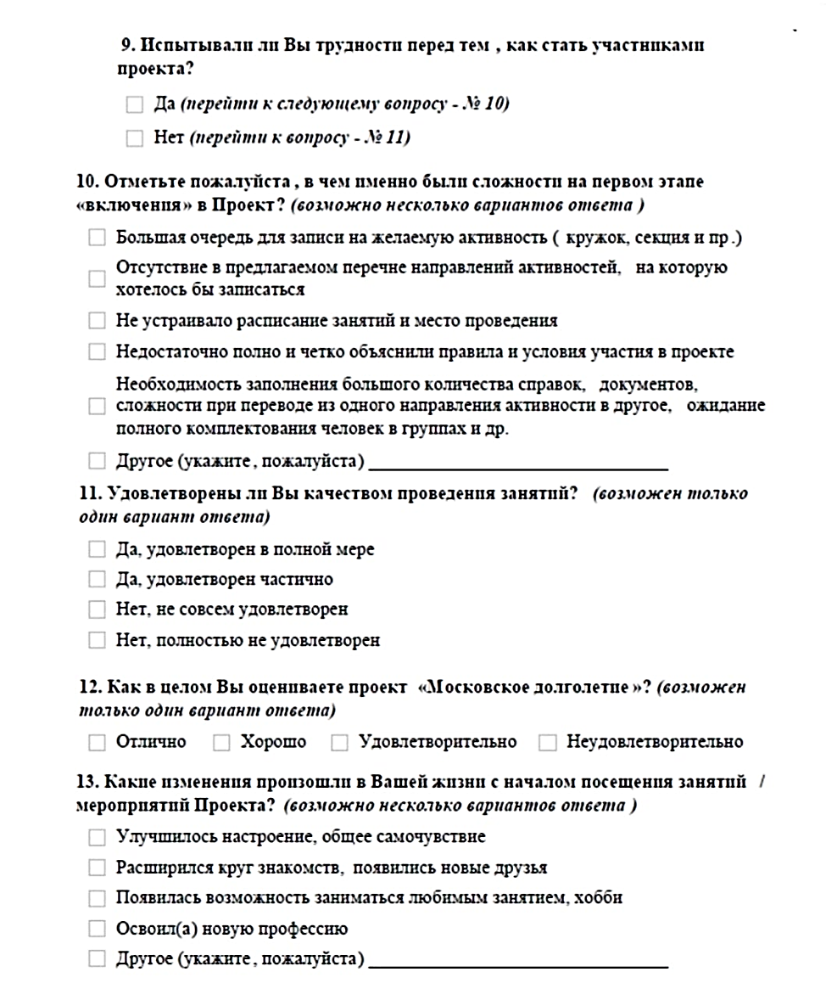 9. Испытывали ли Вы трудности перед тем , как стать участниками
проекта?
Да (перейти к следующему вопросу - № 10)
Нет (перейти к вопросу - № 11)
10. Отметьте пожалуйста , в чем именно были сложности на первом этапе
«включения» в Проект? (возможно несколько вариантов ответа )
Большая очередь для записи на желаемую активность ( кружок, секция и пр.)
Отсутствие в предлагаемом перечне направлений активностей, на которую
хотелось бы записаться
Не устраивало расписание занятий и место проведения
Недостаточно полно и четко объяснили правила и условия участия в проекте
Необходимость заполнения большого количества справок, документов,
сложности при переводе из одного направления активности в другое, ожидание
полного комплектования человек в группах и др.
Другое (укажите, пожалуйста) ______________________________
11. Удовлетворены ли Вы качеством проведения занятий? (возможен только
один вариант ответа)
Да, удовлетворен в полной мере
Да, удовлетворен частично
Нет, не совсем удовлетворен
Нет, полностью не удовлетворен
12. Как в целом Вы оцениваете проект «Московское долголетие »? (возможен
только один вариант ответа)
Отлично Хорошо Удовлетворительно Неудовлетворительно
13. Какие изменения произошли в Вашей жизни с началом посещения занятий /
мероприятий Проекта? (возможно несколько вариантов ответа )
Улучшилось настроение, общее самочувствие
Расширился круг знакомств, появились новые друзья
Появилась возможность заниматься любимым занятием, хобби
Освоил(а) новую профессию
Другое (укажите, пожалуйста) ______________________________